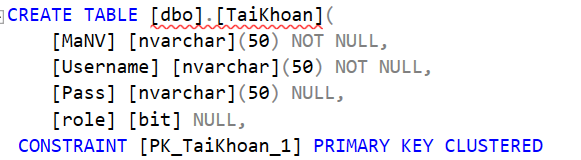 CREATE TABLE [dbo].[TaiKhoan](
[MaNV] [nvarchar](50) NOT NULL,
[Username] [nvarchar](50) NOT NULL,
[Pass] [nvarchar](50) NULL,
[role] [bit] NULL,
CONSTRAINT [PK_TaiKhoan_1] PRIMARY KEY CLUSTERED